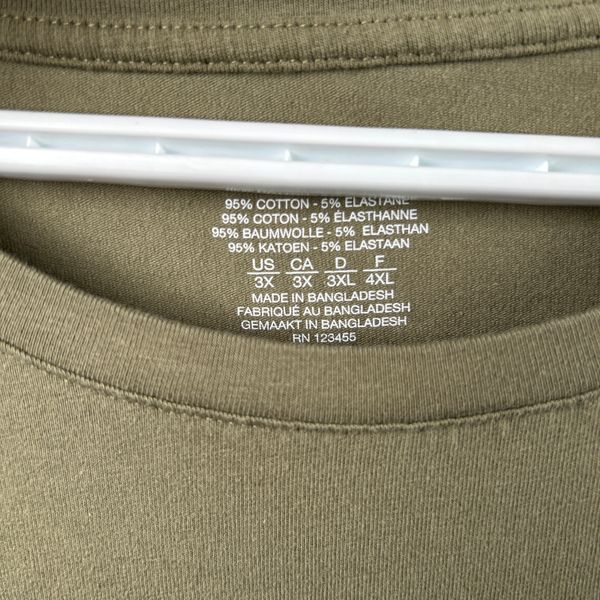 95% COTTON - 5% ELASTANE
95% COTON - 5% ÉLASTHANNE
95% BAUMWOLLE - 5% ELASTHAN
95% KATOEN - 5% ELASTAAN
US CA D F
3X 3X 3XL 4XL
MADE IN BANGLADESH
FABRIQUÉ AU BANGLADESH
GEMAAKT IN BANGLADESH
RN 123455